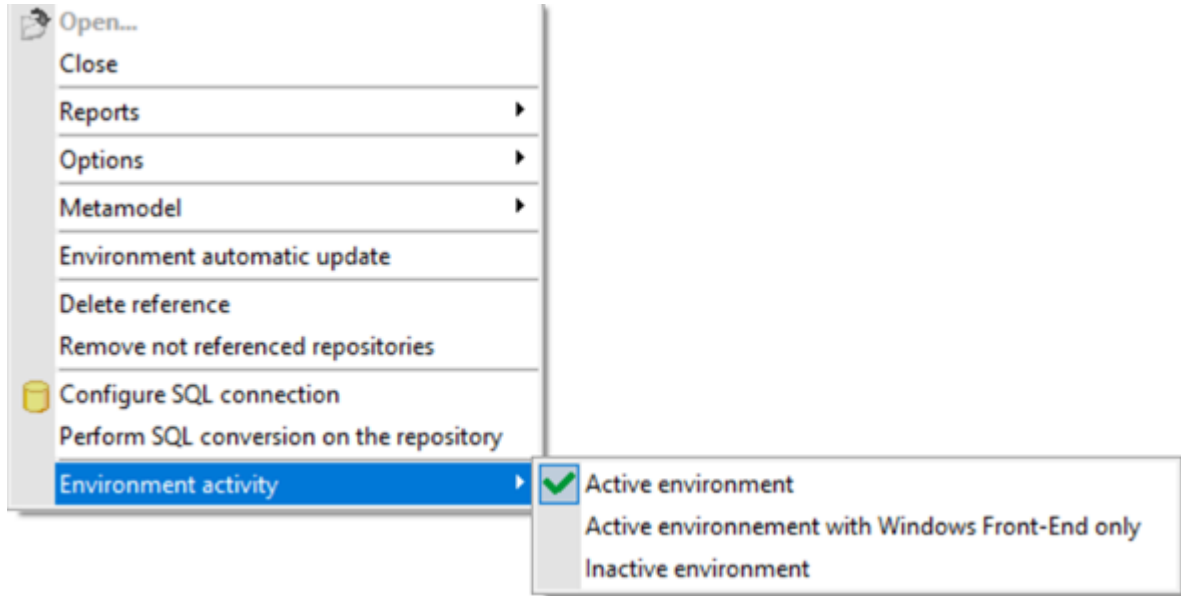 Open...
Close
Reports
Options
Metamodel
Environment automatic update
Delete reference
Remove not referenced repositories
Configure SQL connection
Perform SQL conversion on the repository
Environment activity
Active environment
Active environnement with Windows Front-End only
Inactive environment